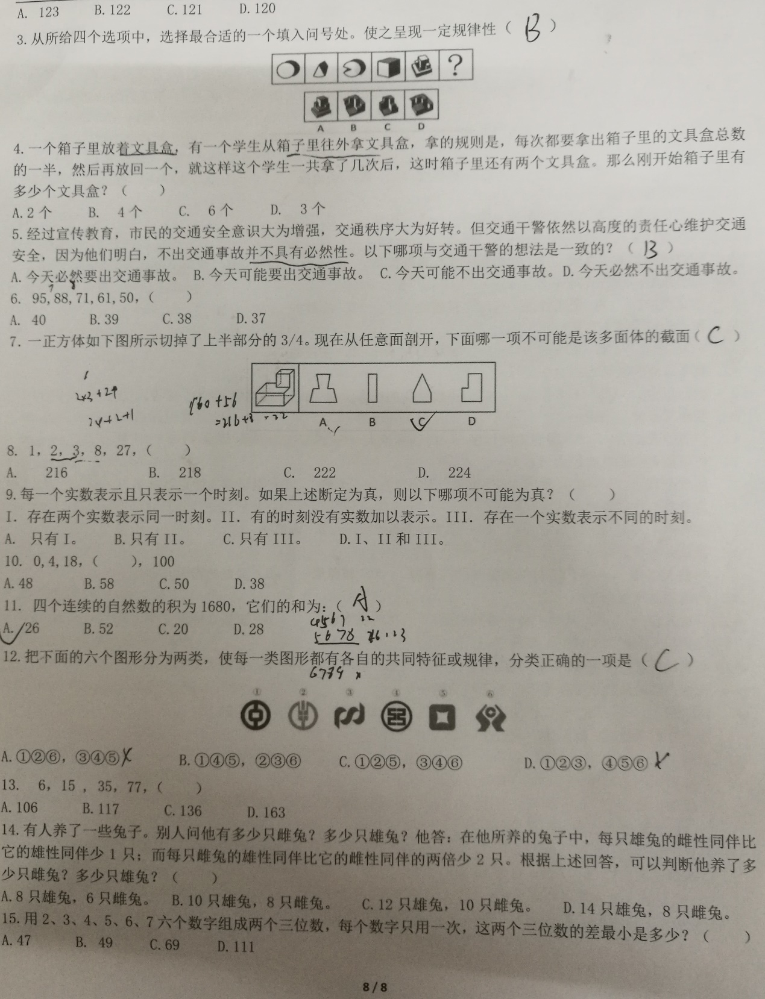 A. 123 B.122 C.121 D.120
3.从所给四个选项中，选择最合适的一个填入问号处。使之呈现一定规律性（ B ）
?
A B C D
4.一个箱子里放着文具盒，有一个学生从箱子里往外拿文具盒，拿的规则是，每次都要拿出箱子里的文具盒总数
的一半，然后再放回一个，就这样这个学生一共拿了几次后，这时箱子里还有两个文具盒。那么刚开始箱子里有
多少个文具盒？（ ）
A.2个 B. 4个 C. 6个 D. 3个
5.经过宣传教育，市民的交通安全意识大为增强，交通秩序大为好转。但交通干警依然以高度的责任心维护交通
安全，因为他们明白，不出交通事故并不具有必然性。以下哪项与交通干警的想法是一致的？（ B ）
A.今天必然要出交通事故。 B.今天可能要出交通事故。 C.今天可能不出交通事故。D.今天必然不出交通事故。
6. 95,88,71,61,50,（ ）
A. 40 B.39 C.38 D.37
7. 一正方体如下图所示切掉了上半部分的3/4。现在从任意面剖开，下面哪一项不可能是该多面体的截面（ C ）
2×3+24
24+2+1
160+56
=216+8
A B C D
8. 1，2，3，8，27，（ ）
A. 216 B. 218 C. 222 D. 224
9.每一个实数表示且只表示一个时刻。如果上述断定为真，则以下哪项不可能为真？（ ）
I．存在两个实数表示同一时刻。II．有的时刻没有实数加以表示。III．存在一个实数表示不同的时刻。
A. 只有I。 B.只有II。 C.只有III。 D.I、II和III。
10. 0,4,18,（ ），100
A.48 B.58 C.50 D.38
11. 四个连续的自然数的积为1680，它们的和为：（ A ）
4567 22
A. 26 B.52 C.20 D.28
5678 26
12.把下面的六个图形分为两类，使每一类图形都有各自的共同特征或规律，分类正确的一项是（ C ）
6789 x
① ② ③ ④ ⑤ ⑥
A.①②⑥，③④⑤ B.①④⑤，②③⑥ C.①②⑤，③④⑥ D.①②③，④⑤⑥
13. 6，15 ，35，77，（ ）
A.106 B.117 C.136 D.163
14.有人养了一些兔子。别人问他有多少只雌兔？多少只雄兔？他答：在他所养的兔子中，每只雄兔的雌性同伴比
它的雄性同伴少1只；而每只雌兔的雄性同伴比它的雌性同伴的两倍少2只。根据上述回答，可以判断他养了多
少只雌兔？多少只雄兔？（ ）
A.8只雄兔，6只雌兔。 B.10只雄兔，8只雌兔。 C.12只雄兔，10只雌兔。 D.14只雄兔，8只雌兔。
15.用2、3、4、5、6、7六个数字组成两个三位数，每个数字只用一次，这两个三位数的差最小是多少？（ ）
A.47 B. 49 C.69 D.111
8 / 8